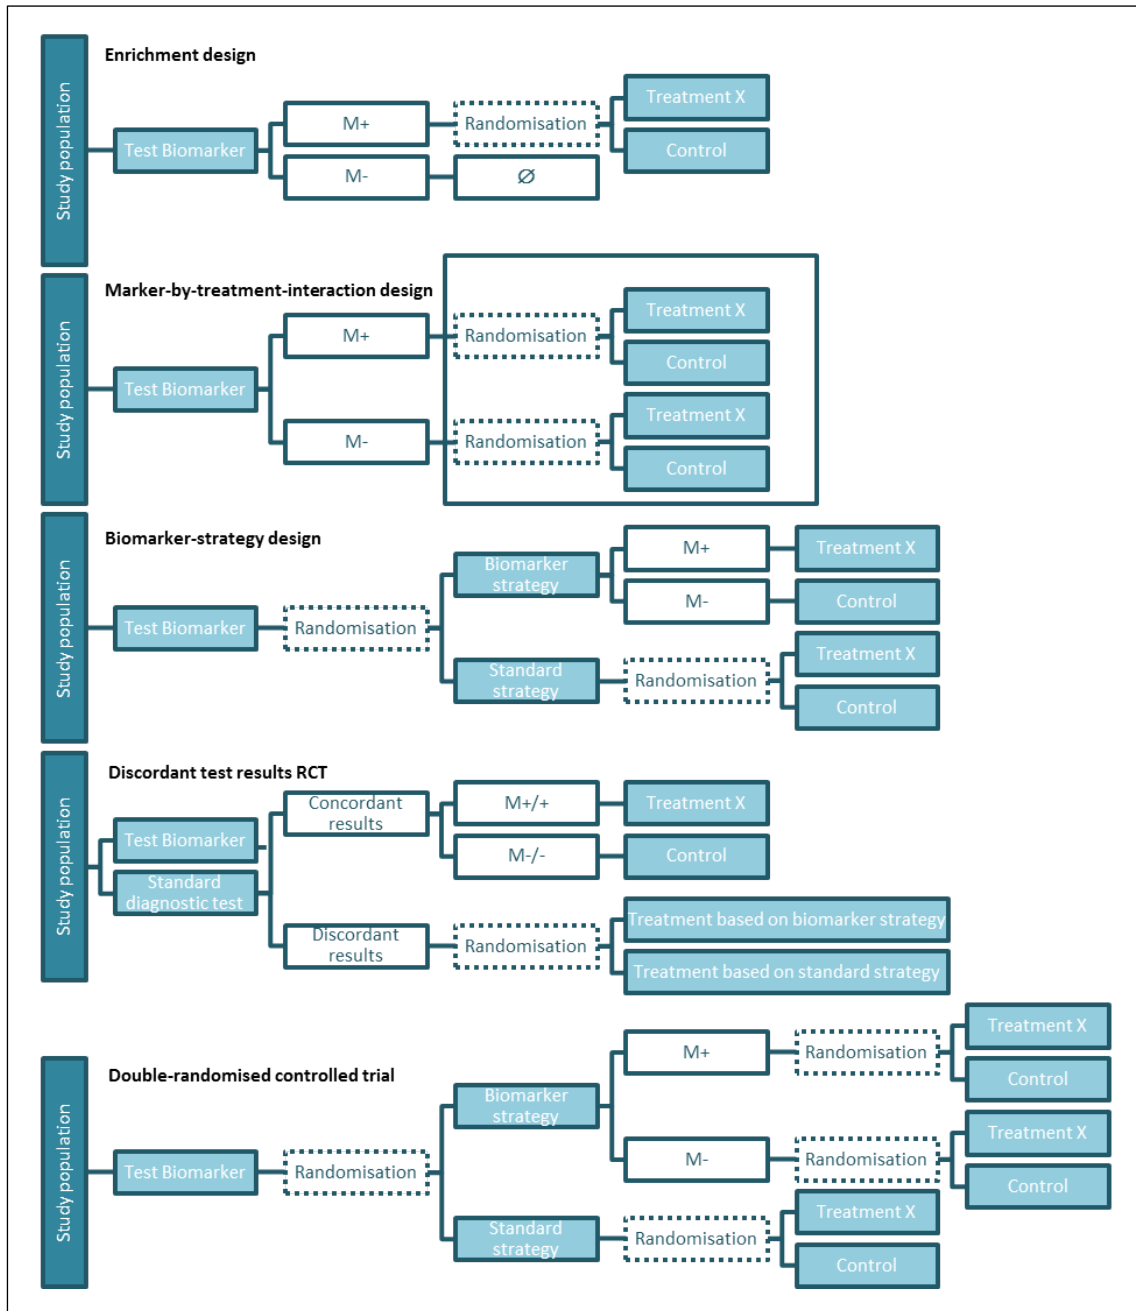 Enrichment design
Study population
Test Biomarker
M+
Randomisation
Treatment X
Control
M-
Ø
Marker-by-treatment-interaction design
Study population
Test Biomarker
M+
Randomisation
Treatment X
Control
M-
Randomisation
Treatment X
Control
Biomarker-strategy design
Study population
Test Biomarker
Randomisation
Biomarker
strategy
M+
Treatment X
M-
Control
Standard
strategy
Randomisation
Treatment X
Control
Discordant test results RCT
Study population
Test Biomarker
Standard
diagnostic test
Concordant
results
M+/+
Treatment X
M-/-
Control
Discordant
results
Randomisation
Treatment based on biomarker strategy
Treatment based on standard strategy
Double-randomised controlled trial
Study population
Test Biomarker
Randomisation
Biomarker
strategy
M+
Randomisation
Treatment X
Control
M-
Randomisation
Treatment X
Control
Standard
strategy
Randomisation
Treatment X
Control